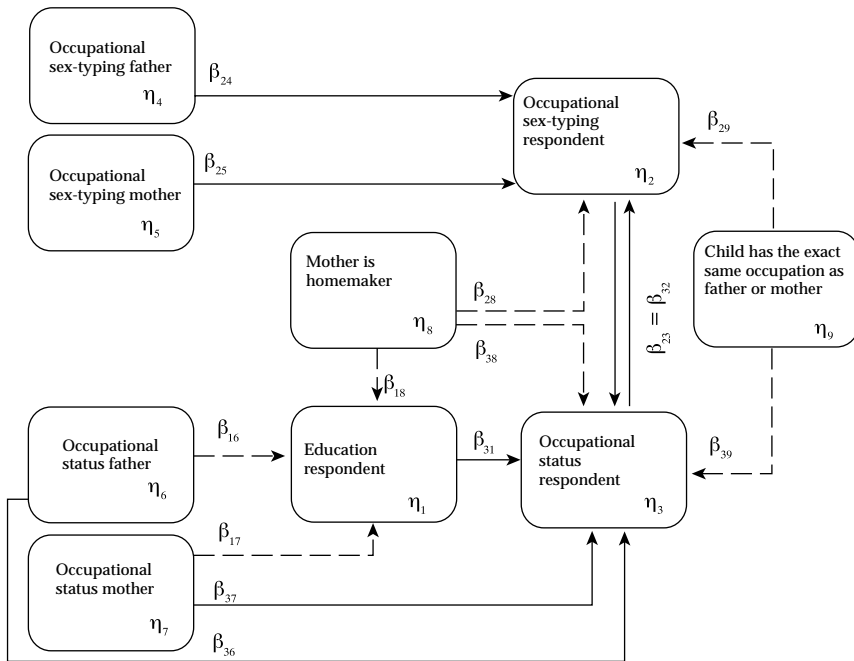 Occupational
sex-typing father
η4
β24
Occupational
sex-typing mother
η5
β25
Occupational
sex-typing
respondent
η2
β29
Mother is
homemaker
η8
β28
β38
β18
β23 = β32
Child has the exact
same occupation as
father or mother
η9
Occupational
status father
η6
β16
Education
respondent
η1
β31
Occupational
status
respondent
η3
β39
β17
Occupational
status mother
η7
β37
β36